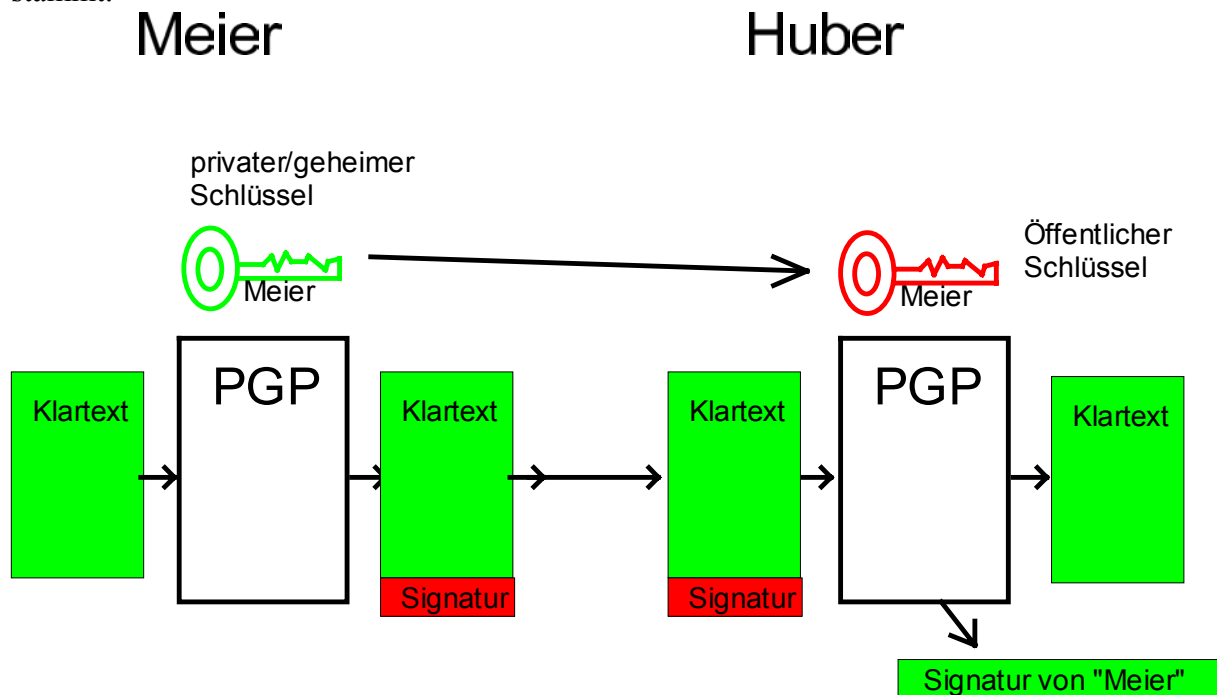 Meier
Huber
privater/geheimer
Schlüssel
Meier
Öffentlicher
Schlüssel
Meier
Klartext
PGP
Klartext
Signatur
Klartext
Signatur
PGP
Klartext
Signatur von "Meier"